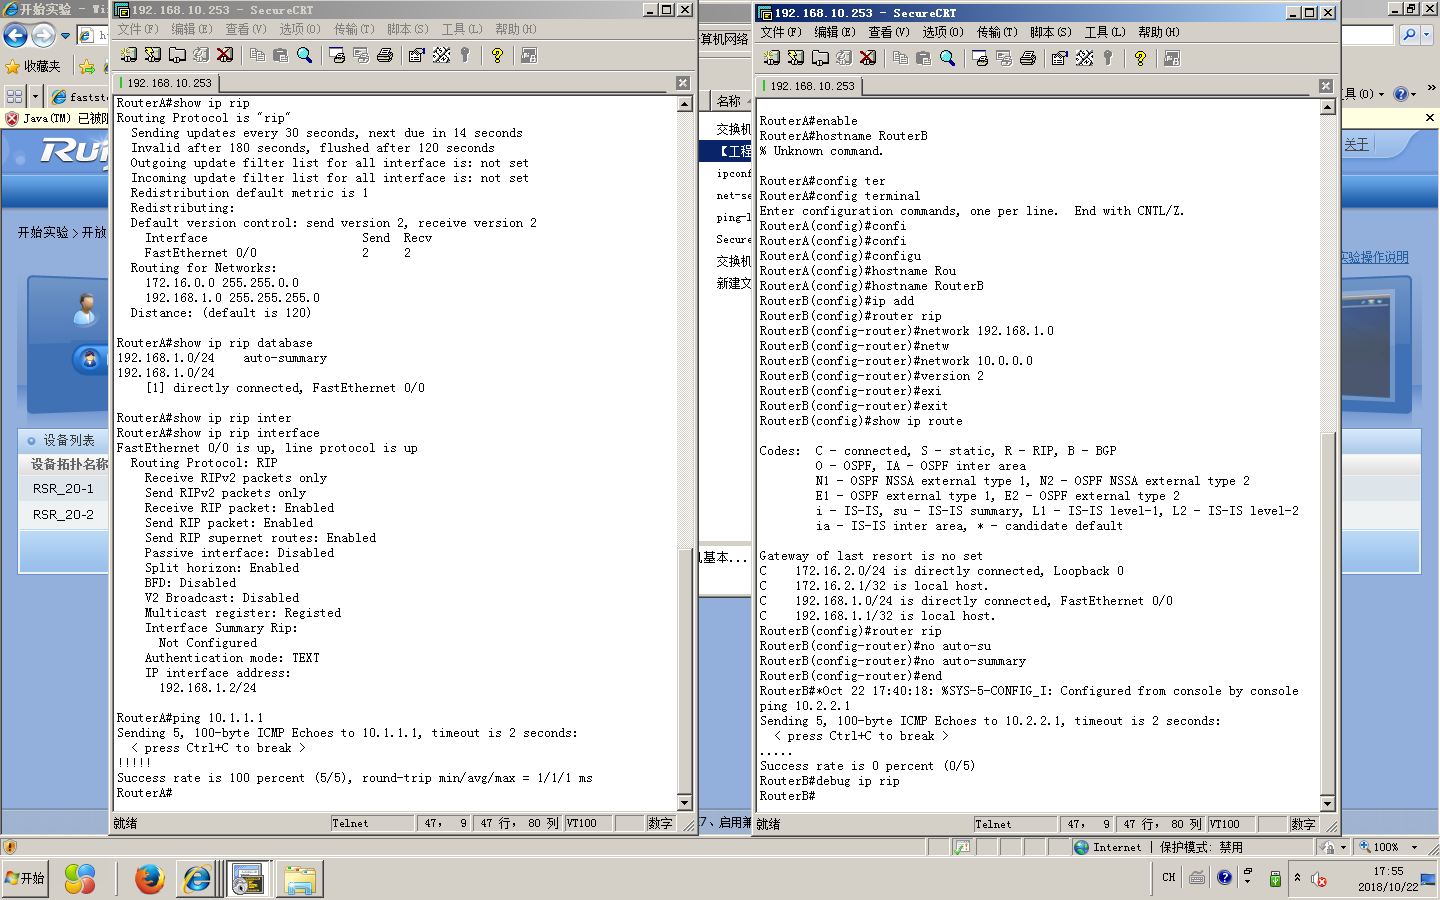 开始实验 - Wi
192.168.10.253 - SecureCRT
文件(F) 编辑(E) 查看(V) 选项(O) 传输(T) 脚本(S) 工具(L) 帮助(H)
192.168.10.253
RouterA#show ip rip
Routing Protocol is "rip"
  Sending updates every 30 seconds, next due in 14 seconds
  Invalid after 180 seconds, flushed after 120 seconds
  Outgoing update filter list for all interface is: not set
  Incoming update filter list for all interface is: not set
  Redistribution default metric is 1
  Redistributing:
  Default version control: send version 2, receive version 2
    Interface                      Send  Recv
    FastEthernet 0/0               2     2
  Routing for Networks:
    172.16.0.0 255.255.0.0
    192.168.1.0 255.255.255.0
  Distance: (default is 120)
RouterA#show ip rip database
192.168.1.0/24    auto-summary
192.168.1.0/24
    [1] directly connected, FastEthernet 0/0
RouterA#show ip rip inter
RouterA#show ip rip interface
FastEthernet 0/0 is up, line protocol is up
  Routing Protocol: RIP
    Receive RIPv2 packets only
    Send RIPv2 packets only
    Receive RIP packet: Enabled
    Send RIP packet: Enabled
    Send RIP supernet routes: Enabled
    Passive interface: Disabled
    Split horizon: Enabled
    BFD: Disabled
    V2 Broadcast: Disabled
    Multicast register: Registed
    Interface Summary Rip:
      Not Configured
    Authentication mode: TEXT
    IP interface address:
      192.168.1.2/24
RouterA#ping 10.1.1.1
Sending 5, 100-byte ICMP Echoes to 10.1.1.1, timeout is 2 seconds:
  < press Ctrl+C to break >
!!!!!
Success rate is 100 percent (5/5), round-trip min/avg/max = 1/1/1 ms
RouterA#
就绪 Telnet 47, 9 47 行, 80 列 VT100 数字
192.168.10.253 - SecureCRT
文件(F) 编辑(E) 查看(V) 选项(O) 传输(T) 脚本(S) 工具(L) 帮助(H)
192.168.10.253
RouterA#enable
RouterA#hostname RouterB
% Unknown command.
RouterA#config ter
RouterA#config terminal
Enter configuration commands, one per line.  End with CNTL/Z.
RouterA(config)#confi
RouterA(config)#confi
RouterA(config)#configu
RouterA(config)#hostname Rou
RouterA(config)#hostname RouterB
RouterB(config)#ip add
RouterB(config)#router rip
RouterB(config-router)#network 192.168.1.0
RouterB(config-router)#netw
RouterB(config-router)#network 10.0.0.0
RouterB(config-router)#version 2
RouterB(config-router)#exi
RouterB(config-router)#exit
RouterB(config)#show ip route
Codes:  C - connected, S - static, R - RIP, B - BGP
        O - OSPF, IA - OSPF inter area
        N1 - OSPF NSSA external type 1, N2 - OSPF NSSA external type 2
        E1 - OSPF external type 1, E2 - OSPF external type 2
        i - IS-IS, su - IS-IS summary, L1 - IS-IS level-1, L2 - IS-IS level-2
        ia - IS-IS inter area, * - candidate default
Gateway of last resort is no set
C    172.16.2.0/24 is directly connected, Loopback 0
C    172.16.2.1/32 is local host.
C    192.168.1.0/24 is directly connected, FastEthernet 0/0
C    192.168.1.1/32 is local host.
RouterB(config)#router rip
RouterB(config-router)#no auto-su
RouterB(config-router)#no auto-summary
RouterB(config-router)#end
RouterB#*Oct 22 17:40:18: %SYS-5-CONFIG_I: Configured from console by console
ping 10.2.2.1
Sending 5, 100-byte ICMP Echoes to 10.2.2.1, timeout is 2 seconds:
  < press Ctrl+C to break >
.....
Success rate is 0 percent (0/5)
RouterB#debug ip rip
RouterB#
就绪 Telnet 47, 9 47 行, 80 列 VT100 数字
收藏夹
fastst
Java(TM) 已被阻
Rui
开始实验 > 开放
设备列表
设备拓扑名称
RSR_20-1
RSR_20-2
算机网络
名称
交换机
【工程
ipconf
net-se
ping-l
Secure
交换机
新建文
机基本...
7、启用兼
具(O)
»
关于
实验操作说明
Internet | 保护模式: 禁用
100%
开始
CH
17:55
2018/10/22